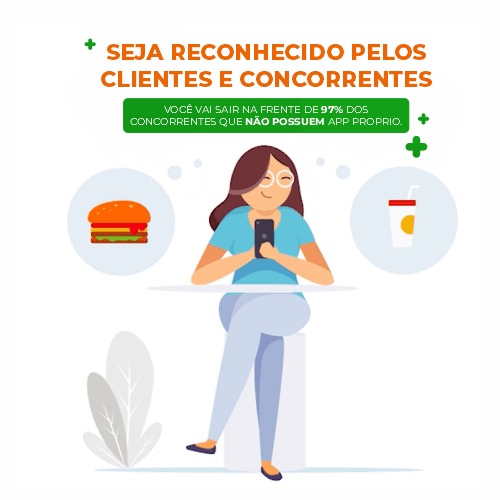 SEJA RECONHECIDO PELOS
CLIENTES E CONCORRENTES
VOCÊ VAI SAIR NA FRENTE DE 97% DOS
CONCORRENTES QUE NÃO POSSUEM APP PROPRIO.